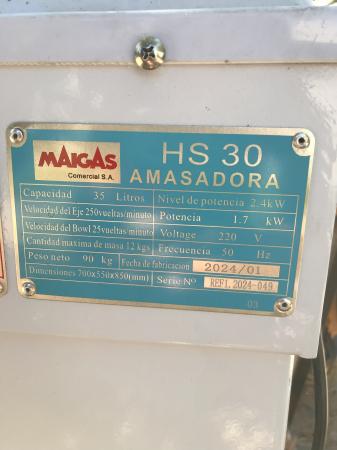 MAIGAS
Comercial S.A.
HS 30
AMASADORA
Capacidad 35 Litros
Nivel de potencia 2.4kW
Velocidad del Eje 250vueltas/minuto
Potencia 1.7 kW
Velocidad del Bowl 25vueltas/minuto
Voltage 220 V
Cantidad maxima de masa 12 kgs
Frecuencia 50 Hz
Peso neto 90 kg
Fecha de fabricacion 2024/01
Dimensiones 700x550x850(mm)
Serie Nº REFI.2024-049
03